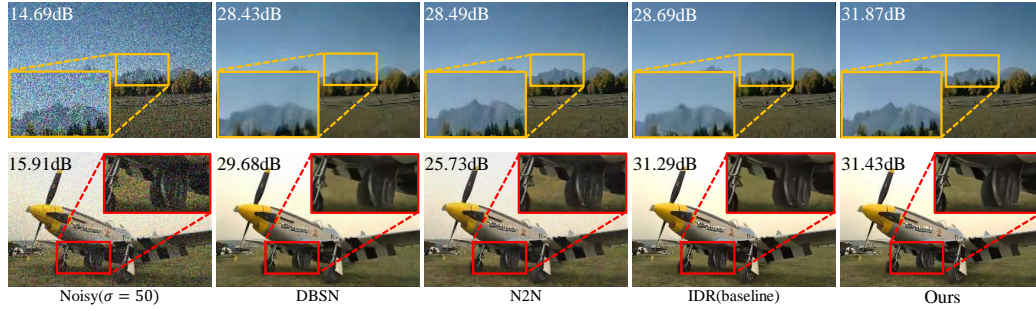 14.69dB 28.43dB 28.49dB 28.69dB 31.87dB
15.91dB 29.68dB 25.73dB 31.29dB 31.43dB
Noisy(σ = 50) DBSN N2N IDR(baseline) Ours